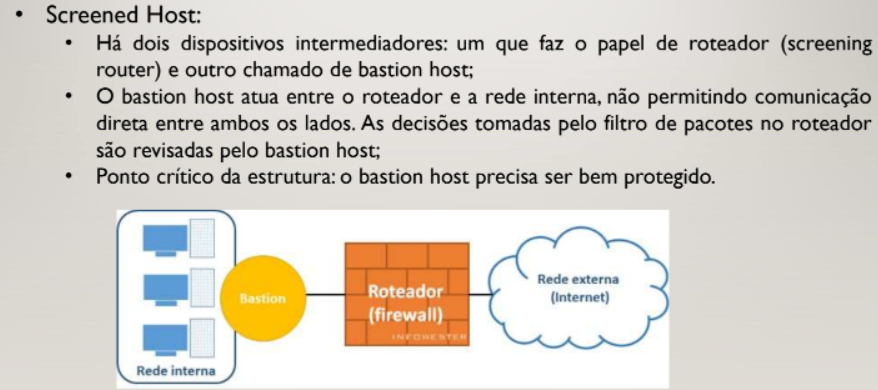 • Screened Host:
• Há dois dispositivos intermediadores: um que faz o papel de roteador (screening
router) e outro chamado de bastion host;
• O bastion host atua entre o roteador e a rede interna, não permitindo comunicação
direta entre ambos os lados. As decisões tomadas pelo filtro de pacotes no roteador
são revisadas pelo bastion host;
• Ponto crítico da estrutura: o bastion host precisa ser bem protegido.
Rede interna
Bastion
Roteador
(firewall)
INFOWESTER
Rede externa
(Internet)